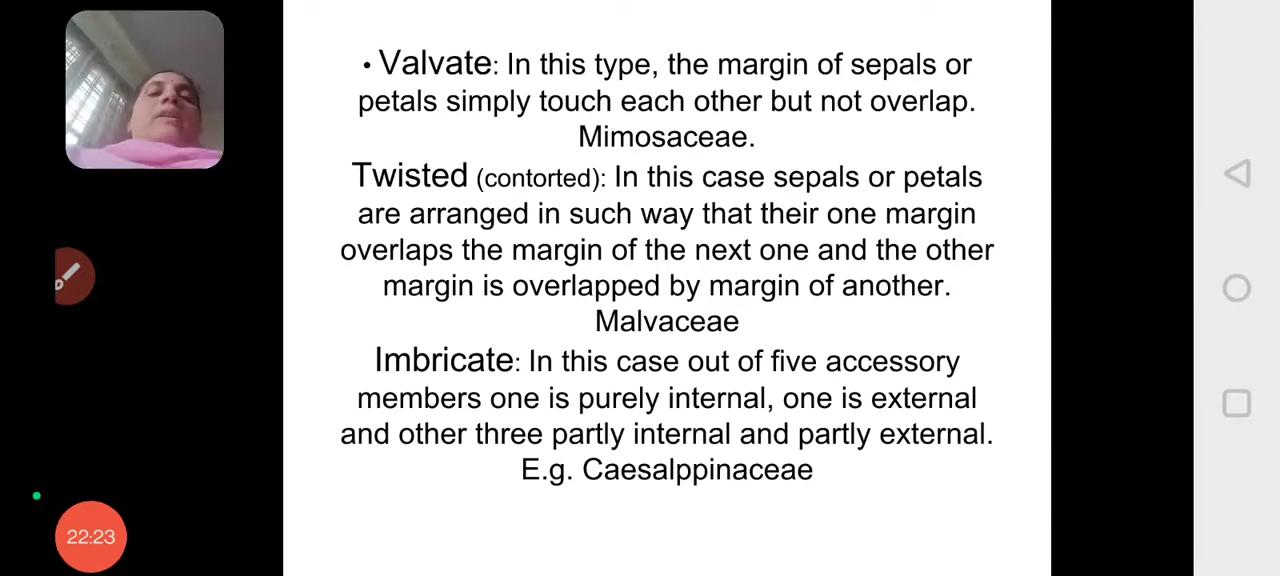 • Valvate: In this type, the margin of sepals or
petals simply touch each other but not overlap.
Mimosaceae.
Twisted (contorted): In this case sepals or petals
are arranged in such way that their one margin
overlaps the margin of the next one and the other
margin is overlapped by margin of another.
Malvaceae
Imbricate: In this case out of five accessory
members one is purely internal, one is external
and other three partly internal and partly external.
E.g. Caesalppinaceae
22:23